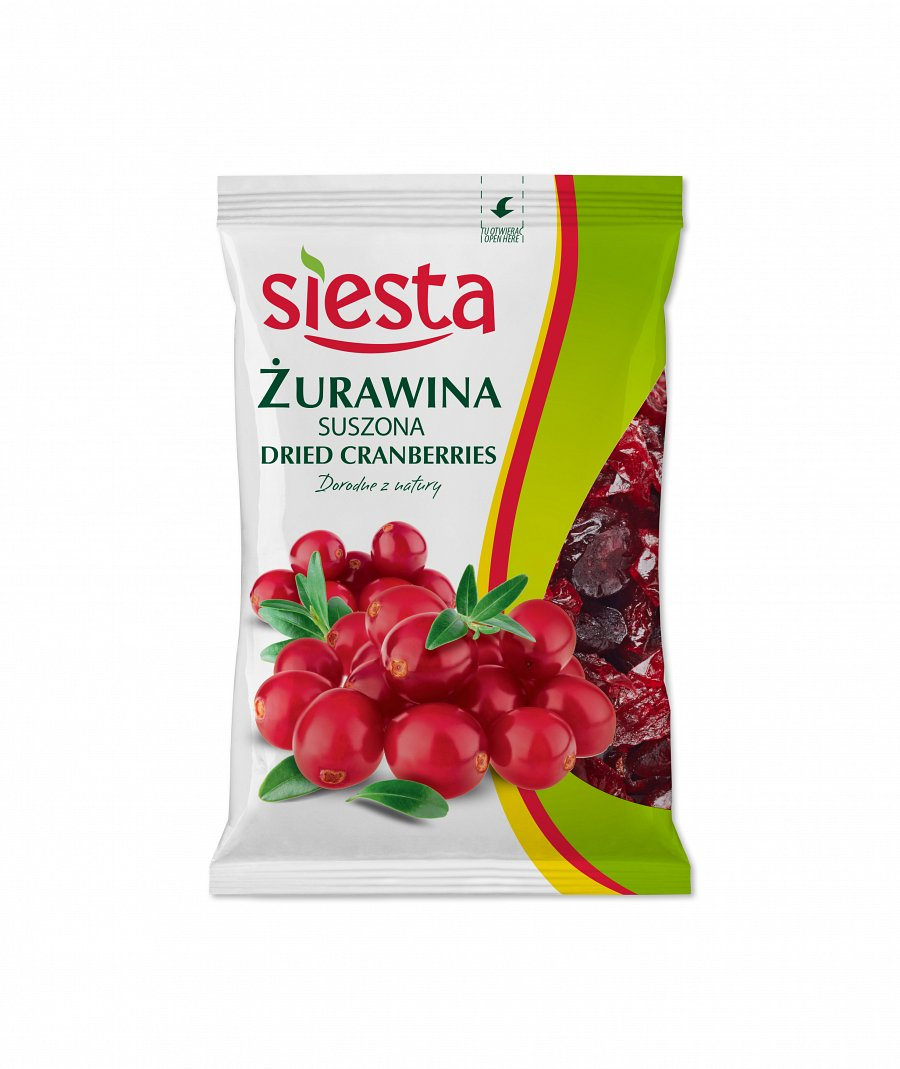 TU OTWIERAĆ
OPEN HERE
siesta
ŻURAWINA
SUSZONA
DRIED CRANBERRIES
Dorodne z natury